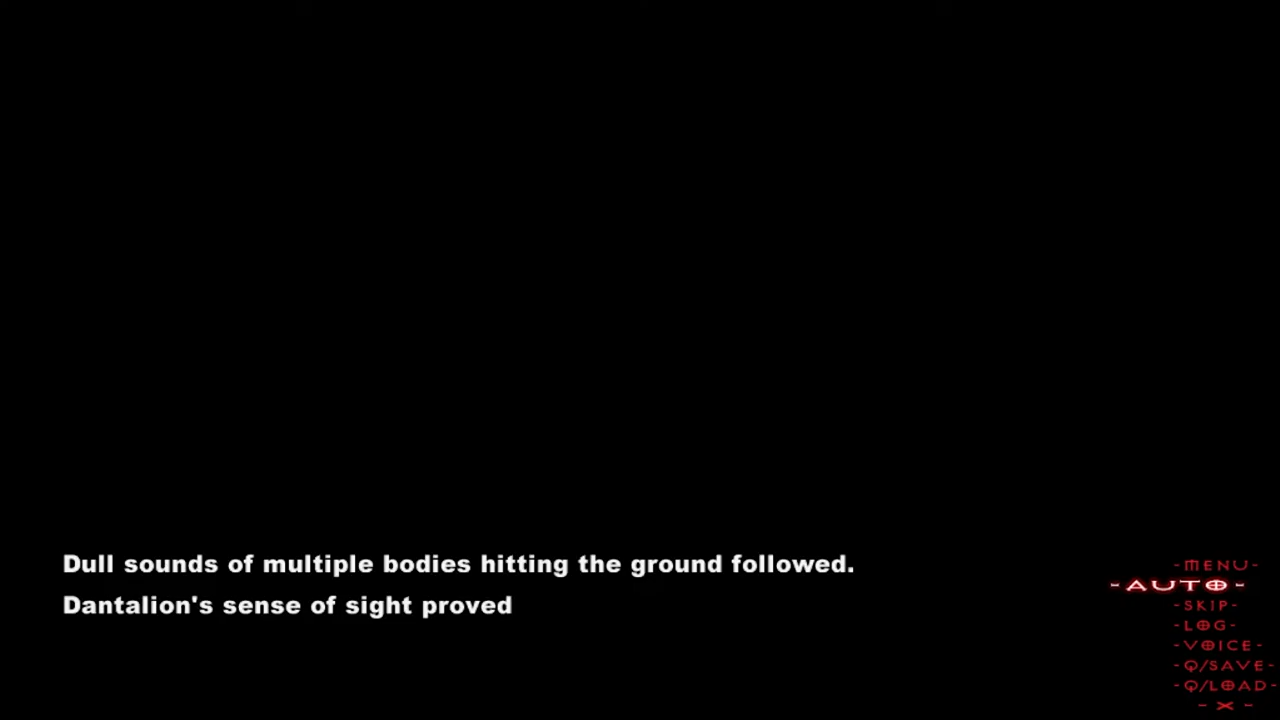 Dull sounds of multiple bodies hitting the ground followed.
Dantalion's sense of sight proved
-MENU-
-AUTO-
-SKIP-
-LOG-
-VOICE-
-Q/SAVE-
-Q/LOAD-
-X-